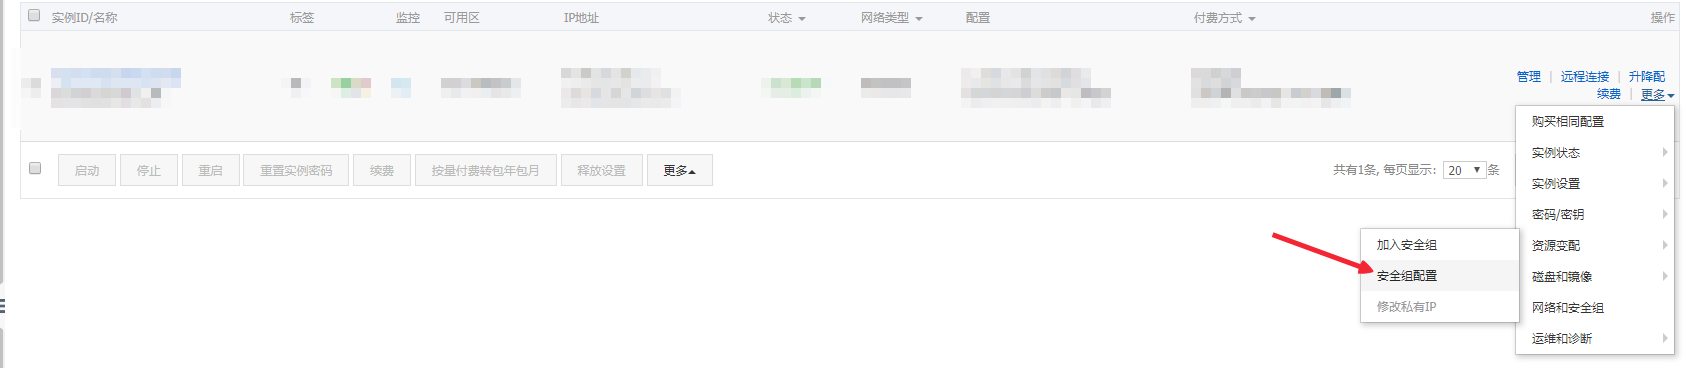 实例ID/名称 标签 监控 可用区 IP地址 状态 网络类型 配置 付费方式 操作
管理 | 远程连接 | 升降配
续费 | 更多
启动 停止 重启 重置实例密码 续费 按量付费转包年包月 释放设置 更多 共有1条, 每页显示: 20 条
购买相同配置
实例状态
实例设置
密码/密钥
资源变配
磁盘和镜像
网络和安全组
运维和诊断
加入安全组
安全组配置
修改私有IP